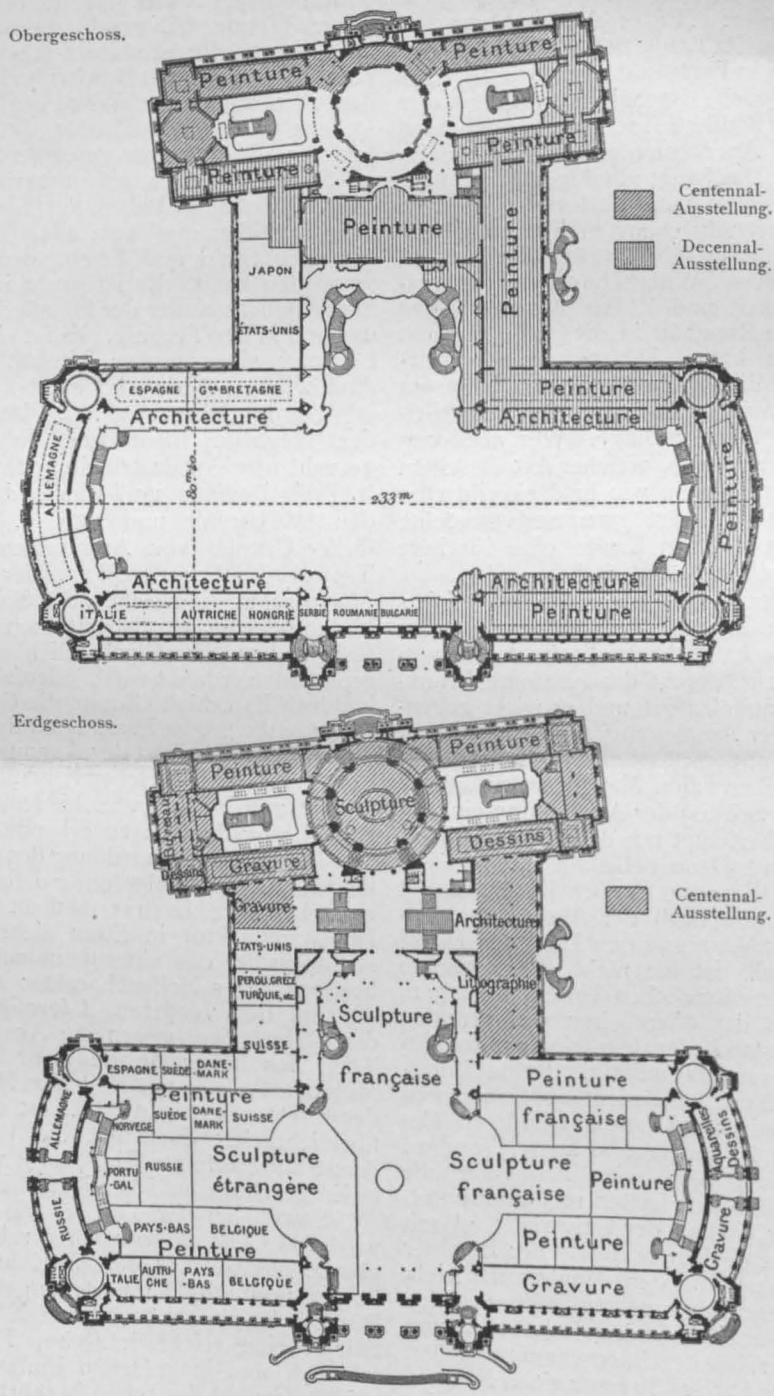 Obergeschoss.
Peinture
Peinture
Peinture
Peinture
Peinture
Peinture
Centennal-
Ausstellung.
Decennal-
Ausstellung.
JAPON
ÉTATS-UNIS
ESPAGNE
GDE BRETAGNE
Peinture
Architecture
Architecture
ALLEMAGNE
80m40
233m
Peinture
Architecture
Architecture
ITALIE
AUTRICHE
HONGRIE
SERBIE
ROUMANIE
BULGARIE
Peinture
Erdgeschoss.
Peinture
Peinture
Sculpture
Dessins
Gravure
Dessins
Gravure
Centennal-
Ausstellung.
Architecture
ÉTATS-UNIS
PÉROU, GRÈCE
TURQUIE, etc.
Lithographie
Sculpture
SUISSE
française
ESPAGNE
SUÈDE
DANE-
MARK
Peinture
Peinture
ALLEMAGNE
NORVÈGE
SUÈDE
DANE-
MARK
SUISSE
française
Aquarelles
Dessins
PORTU
-GAL
RUSSIE
Sculpture
étrangère
Sculpture
française
Peinture
RUSSIE
PAYS-BAS
BELGIQUE
Peinture
Peinture
Gravure
ITALIE
AUTRI-
CHE
PAYS
-BAS
BELGIQUE
Gravure